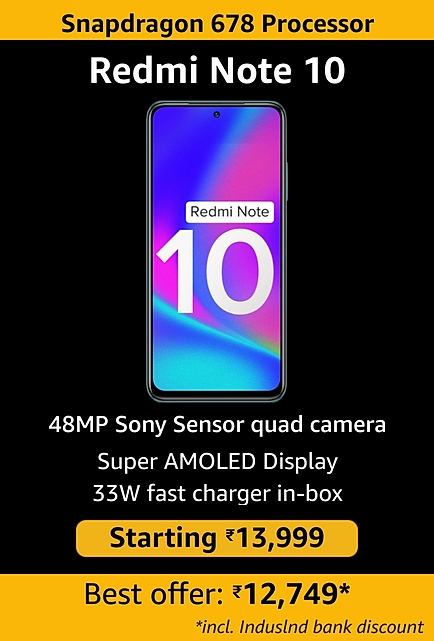 Snapdragon 678 Processor
Redmi Note 10
Redmi Note
10
48MP Sony Sensor quad camera
Super AMOLED Display
33W fast charger in-box
Starting ₹13,999
Best offer: ₹12,749*
*incl. IndusInd bank discount